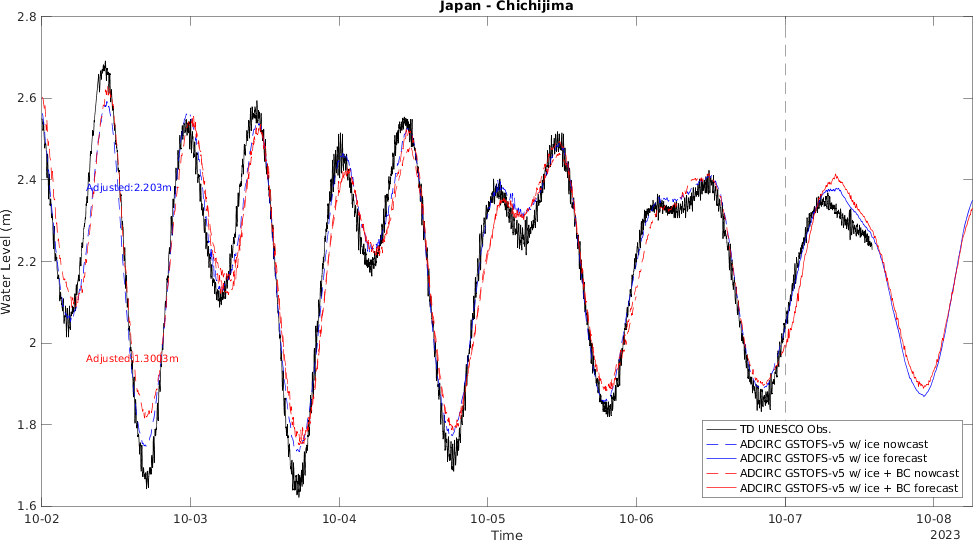 Japan - Chichijima
2.8
2.6
2.4
2.2
2
1.8
1.6
Water Level (m)
Adjusted:2.203m
Adjusted:1.3003m
TD UNESCO Obs.
ADCIRC GSTOFS-v5 w/ ice nowcast
ADCIRC GSTOFS-v5 w/ ice forecast
ADCIRC GSTOFS-v5 w/ ice + BC nowcast
ADCIRC GSTOFS-v5 w/ ice + BC forecast
10-02
10-03
10-04
10-05
10-06
10-07
10-08
Time
2023